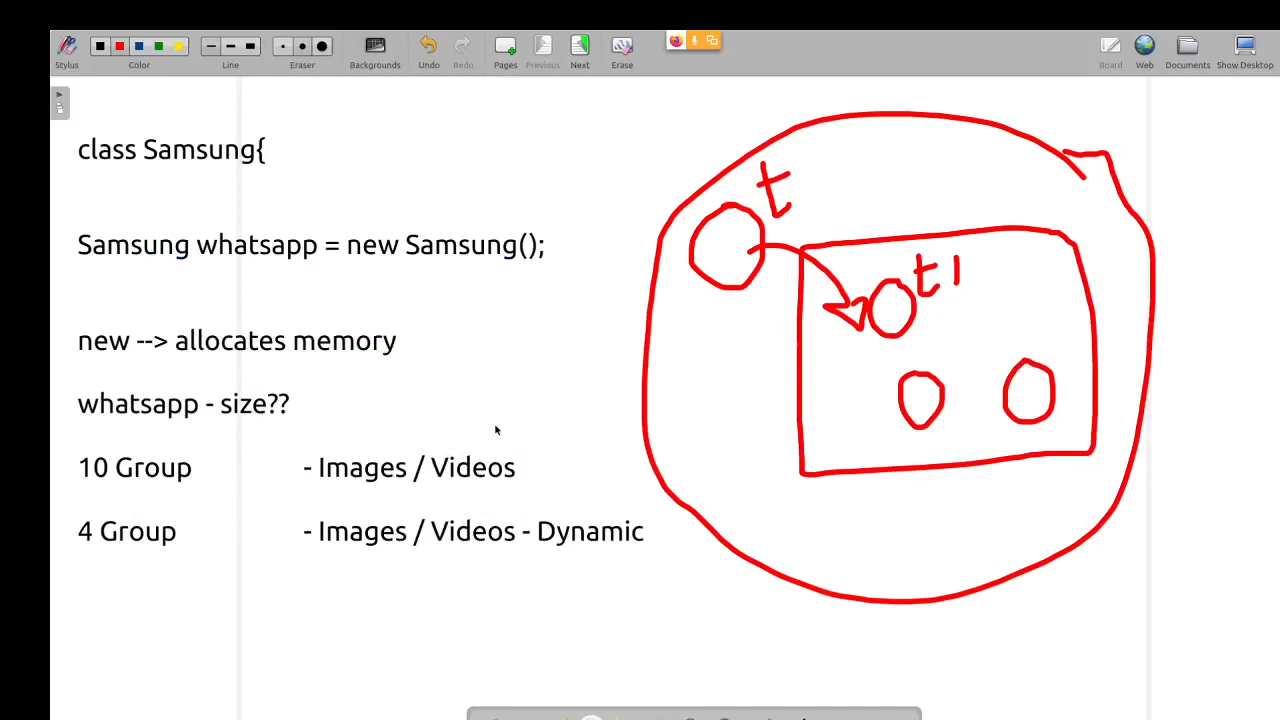 Stylus Color Line Eraser Backgrounds Undo Redo Pages Previous Next Erase Board Web Documents Show Desktop
class Samsung{
t
Samsung whatsapp = new Samsung();
t1
new --> allocates memory
whatsapp - size??
10 Group - Images / Videos
4 Group - Images / Videos - Dynamic